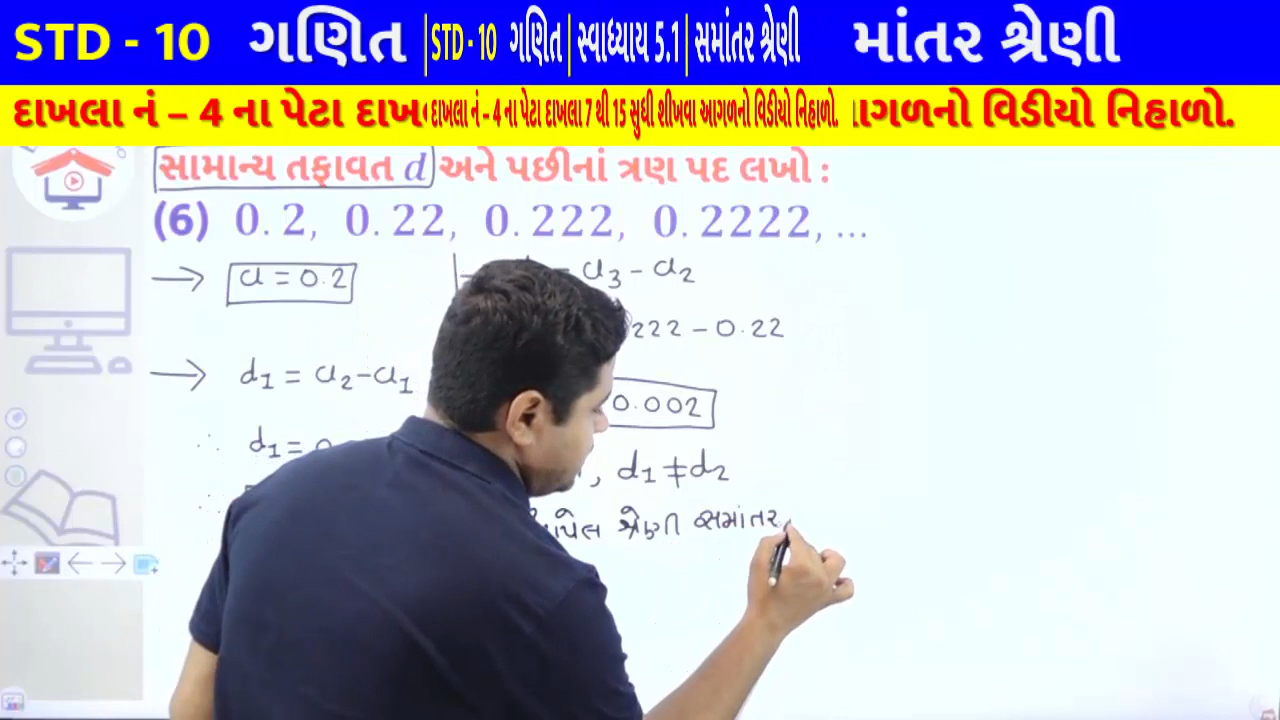 STD - 10 ગણિત |STD - 10 ગણિત | સ્વાધ્યાય 5.1 | સમાંતર શ્રેણી માંતર શ્રેણી
દાખલા નં – 4 ના પેટા દાખલા નં – 4 ના પેટા દાખલા 7 થી 15 સુધી શીખવા આગળનો વિડીયો નિહાળો. આગળનો વિડીયો નિહાળો.
સામાન્ય તફાવત d અને પછીનાં ત્રણ પદ લખો :
(6) 0.2, 0.22, 0.222, 0.2222, ...
→ a = 0.2
= a3 - a2
222 - 0.22
→ d1 = a2 - a1
0.002
∴ d1 =
, d1 ≠ d2
શ્રેણી સમાંતર